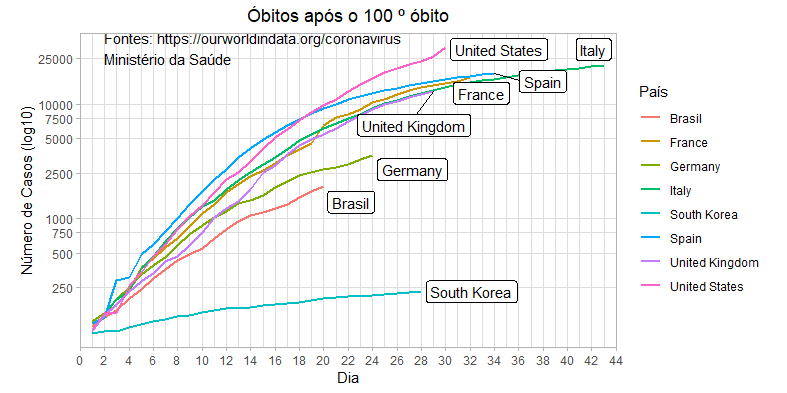 Óbitos após o 100 º óbito
Fontes: https://ourworldindata.org/coronavirus
Ministério da Saúde
Número de Casos (log10)
25000
10000
7500
5000
2500
1000
750
500
250
United States
Italy
Spain
France
United Kingdom
Germany
Brasil
South Korea
0 2 4 6 8 10 12 14 16 18 20 22 24 26 28 30 32 34 36 38 40 42 44
Dia
País
Brasil
France
Germany
Italy
South Korea
Spain
United Kingdom
United States